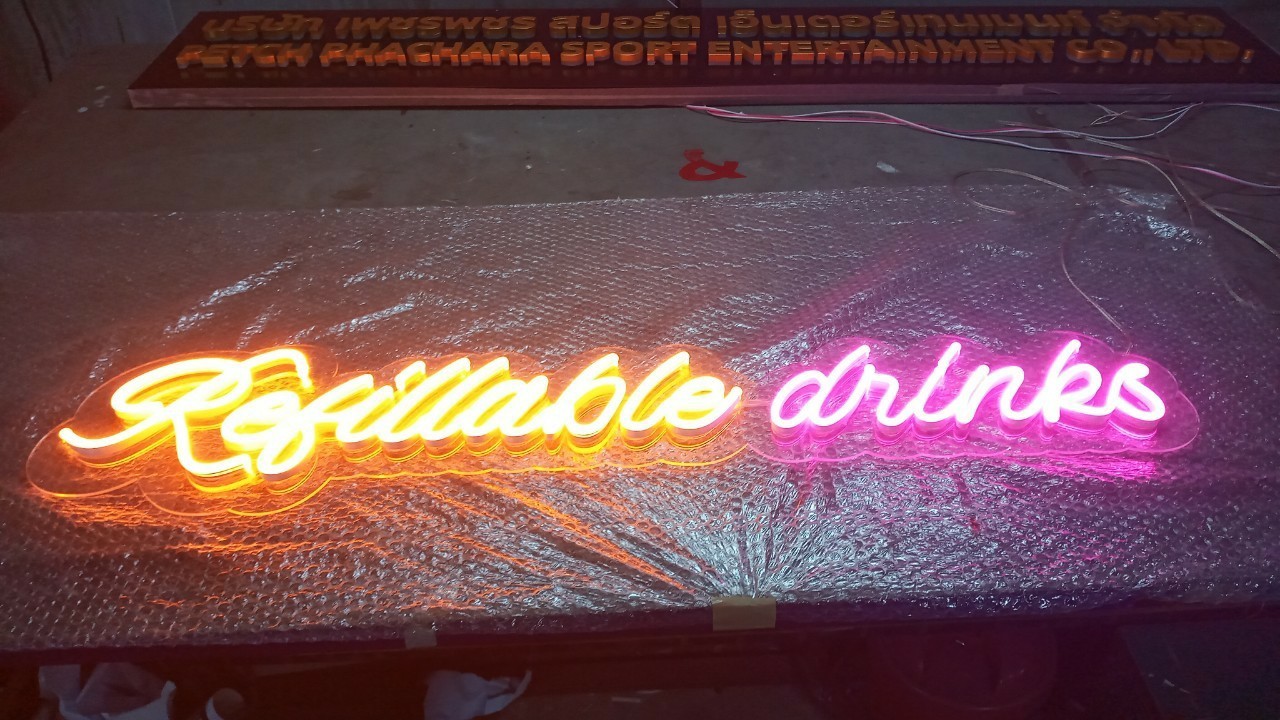 บริษัท เพชรพชร สปอร์ต เอ็นเตอร์เทนเมนท์ จำกัด
PETCH PHACHARA SPORT ENTERTAINMENT CO., LTD.
&
Refillable drinks